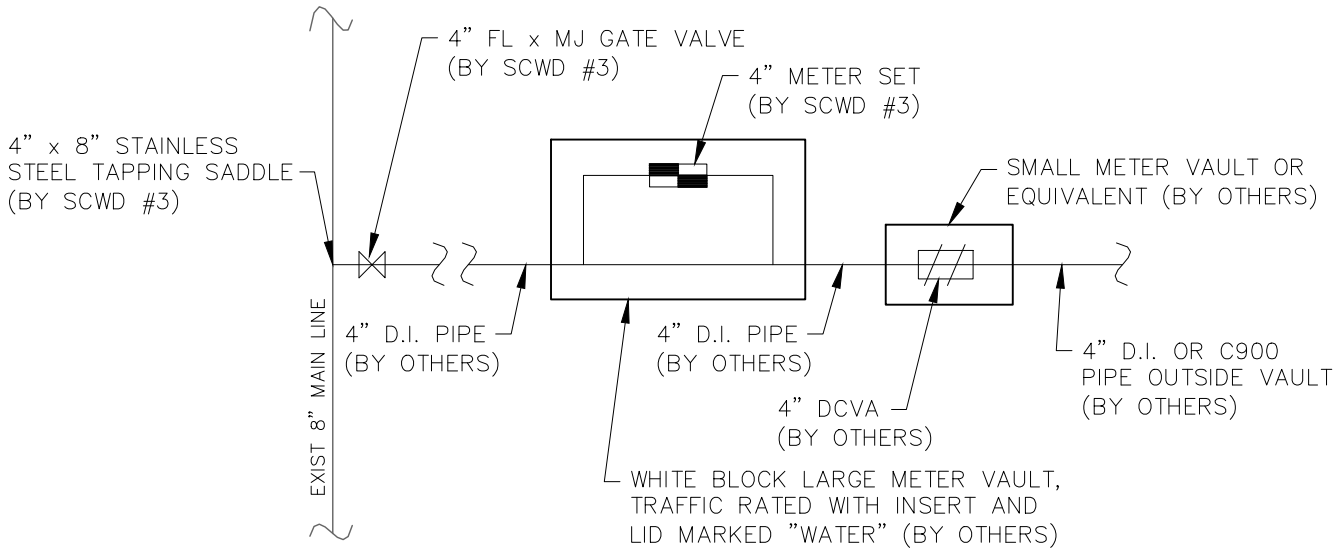 4” FL x MJ GATE VALVE
(BY SCWD #3)
4” METER SET
(BY SCWD #3)
4” x 8” STAINLESS
STEEL TAPPING SADDLE
(BY SCWD #3)
SMALL METER VAULT OR
EQUIVALENT (BY OTHERS)
EXIST 8” MAIN LINE
4” D.I. PIPE
(BY OTHERS)
4” D.I. PIPE
(BY OTHERS)
4” D.I. OR C900
PIPE OUTSIDE VAULT
(BY OTHERS)
4” DCVA
(BY OTHERS)
WHITE BLOCK LARGE METER VAULT,
TRAFFIC RATED WITH INSERT AND
LID MARKED ”WATER” (BY OTHERS)